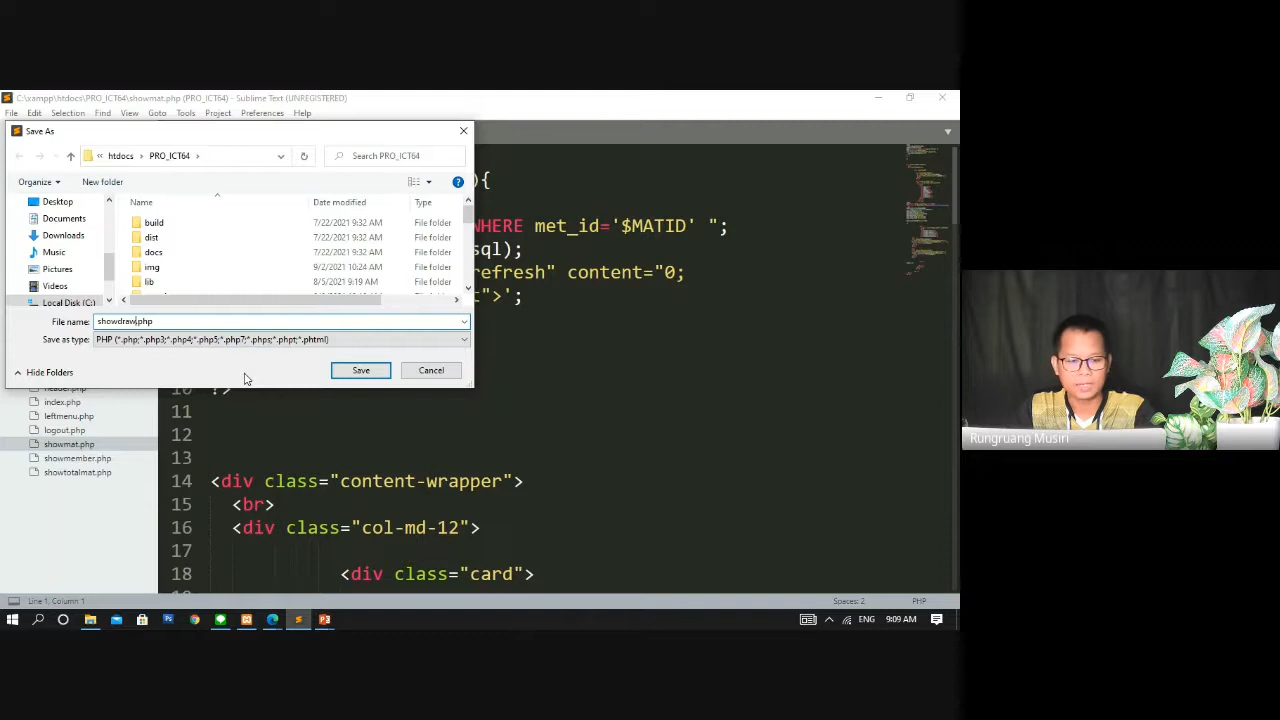 C:\xampp\htdocs\PRO_ICT64\showmat.php (PRO_ICT64) - Sublime Text (UNREGISTERED)
File Edit Selection Find View Goto Tools Project Preferences Help
Save As
htdocs PRO_ICT64 Search PRO_ICT64
Organize New folder
Name Date modified Type
Desktop
Documents
Downloads
Music
Pictures
Videos
Local Disk (C:)
build 7/22/2021 9:32 AM File folder
dist 7/22/2021 9:32 AM File folder
docs 7/22/2021 9:32 AM File folder
img 9/2/2021 10:24 AM File folder
lib 8/5/2021 9:19 AM File folder
File name: showdraw.php
Save as type: PHP (*.php;*.php3;*.php4;*.php5;*.php7;*.phps;*.phpt;*.phtml)
Hide Folders Save Cancel
){
WHERE met_id='$MATID' ";
sql);
refresh" content="0;
t">';
10 ?>
11
12
13
14 <div class="content-wrapper">
15 <br>
16 <div class="col-md-12">
17
18 <div class="card">
index.php
leftmenu.php
logout.php
showmat.php
showmember.php
showtotalmat.php
Line 1, Column 1 Spaces: 2 PHP
ENG 9:09 AM
Rungruang Musiri